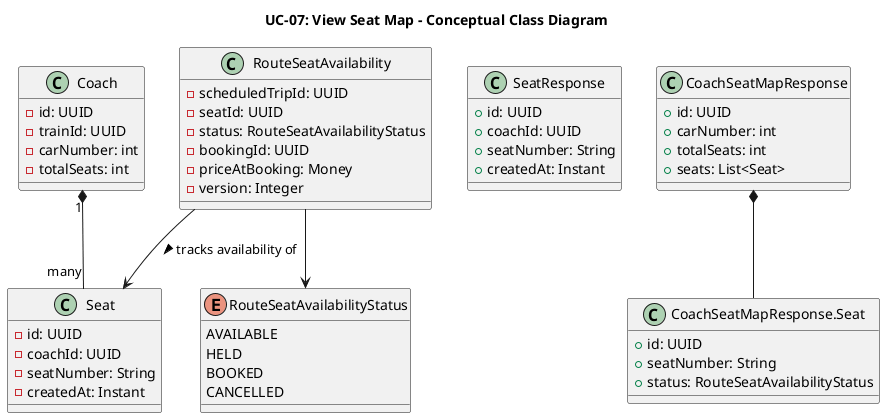 UC-07: View Seat Map - Conceptual Class Diagram
C Coach
id: UUID
trainId: UUID
carNumber: int
totalSeats: int
C RouteSeatAvailability
scheduledTripId: UUID
seatId: UUID
status: RouteSeatAvailabilityStatus
bookingId: UUID
priceAtBooking: Money
version: Integer
C SeatResponse
id: UUID
coachId: UUID
seatNumber: String
createdAt: Instant
C CoachSeatMapResponse
id: UUID
carNumber: int
totalSeats: int
seats: List<Seat>
1
many
tracks availability of
C Seat
id: UUID
coachId: UUID
seatNumber: String
createdAt: Instant
E RouteSeatAvailabilityStatus
AVAILABLE
HELD
BOOKED
CANCELLED
C CoachSeatMapResponse.Seat
id: UUID
seatNumber: String
status: RouteSeatAvailabilityStatus